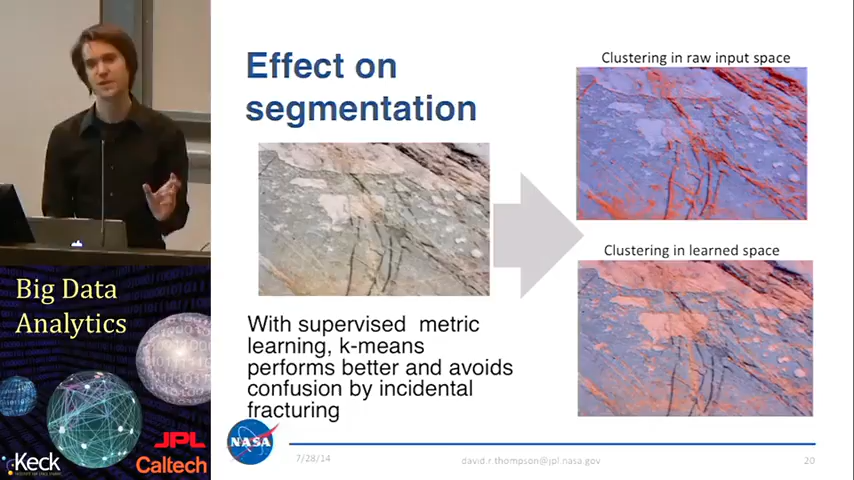 Effect on
segmentation
Clustering in raw input space
Clustering in learned space
With supervised metric
learning, k-means
performs better and avoids
confusion by incidental
fracturing
NASA
7/28/14
david.r.thompson@jpl.nasa.gov
20
Big Data
Analytics
JPL
Caltech
Keck